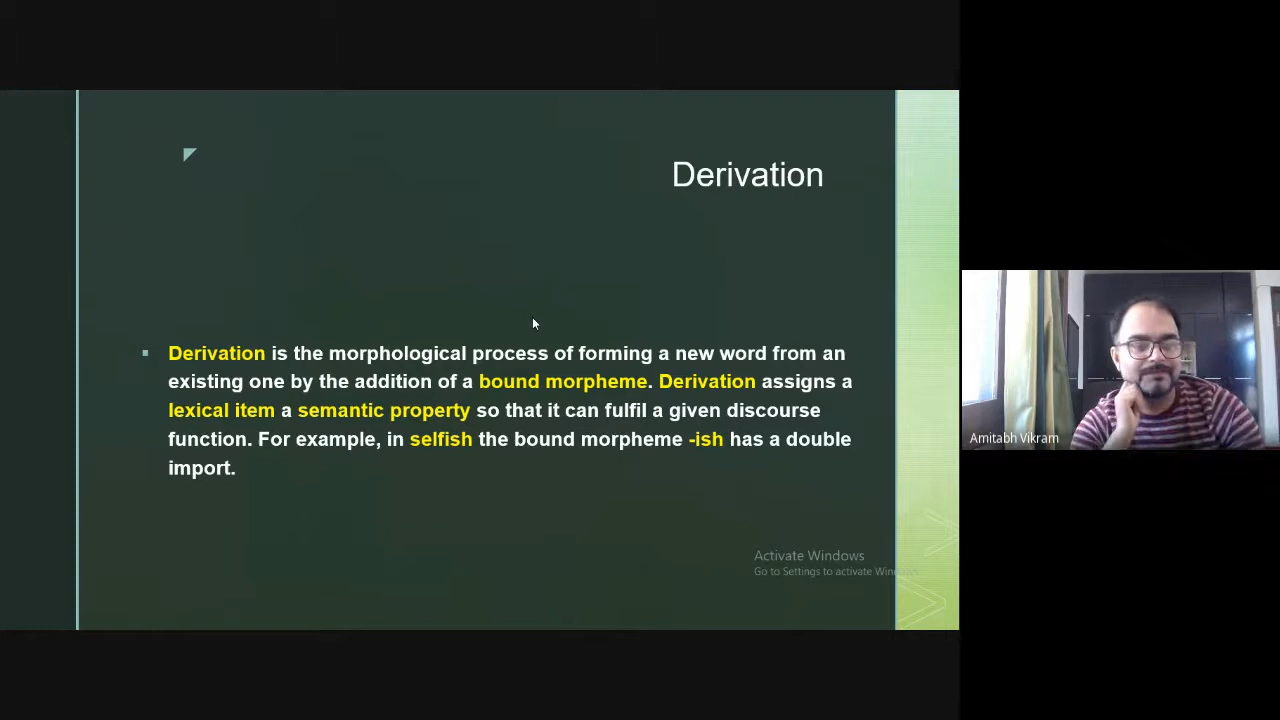 Derivation
Derivation is the morphological process of forming a new word from an
existing one by the addition of a bound morpheme. Derivation assigns a
lexical item a semantic property so that it can fulfil a given discourse
function. For example, in selfish the bound morpheme -ish has a double
import.
Activate Windows
Go to Settings to activate Windows.
Amitabh Vikram